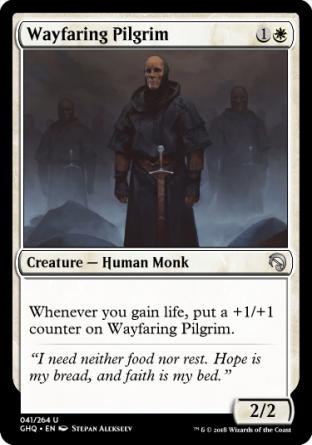 Wayfaring Pilgrim 1
Creature — Human Monk
Whenever you gain life, put a +1/+1
counter on Wayfaring Pilgrim.
“I need neither food nor rest. Hope is
my bread, and faith is my bed.”
2/2
041/264 U
GHQ • EN Stepan Alekseev
™ & © 2018 Wizards of the Coast